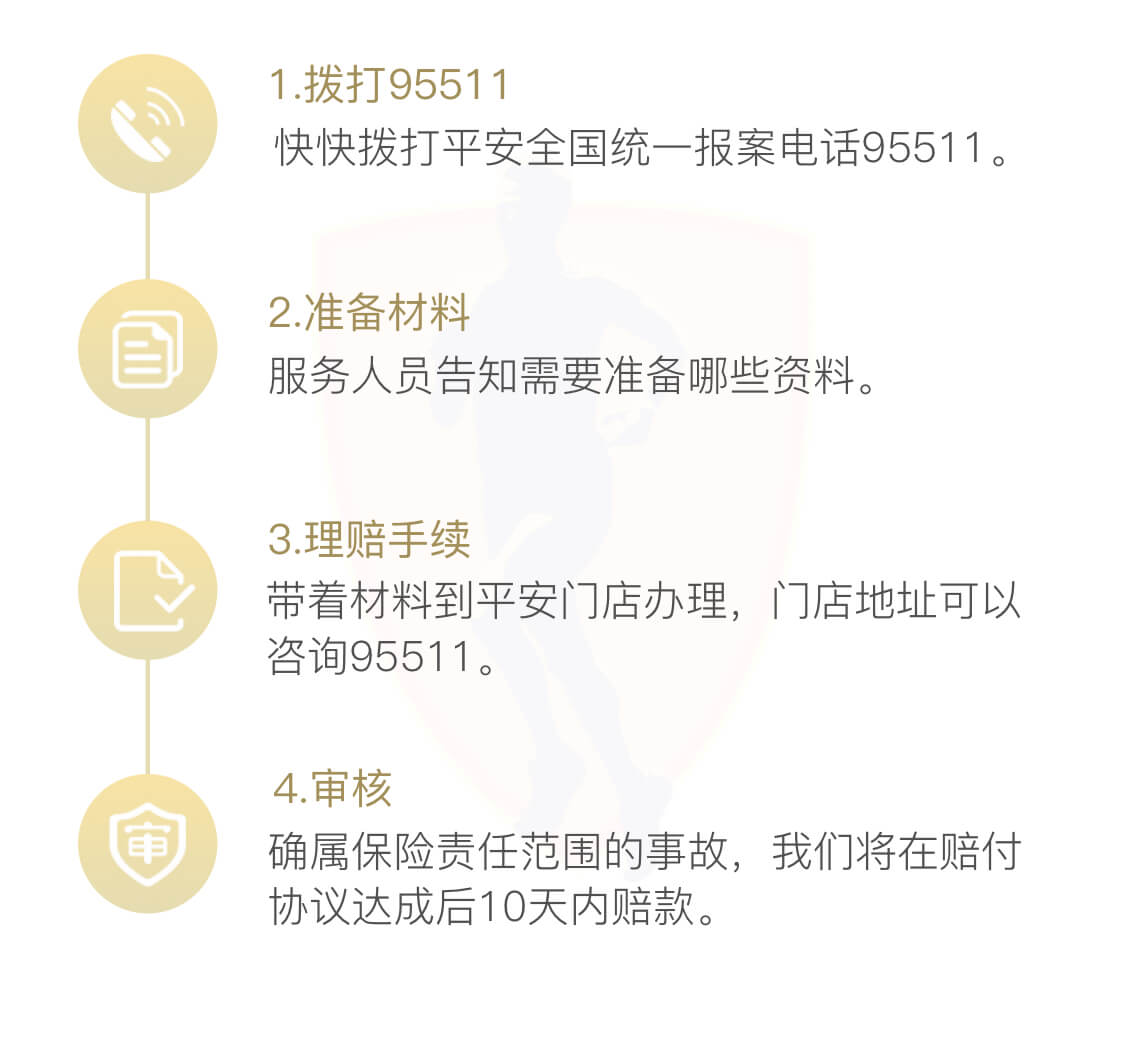 1.拨打95511
快快拨打平安全国统一报案电话95511。
2.准备材料
服务人员告知需要准备哪些资料。
3.理赔手续
带着材料到平安门店办理，门店地址可以
咨询95511。
审
4.审核
确属保险责任范围的事故，我们将在赔付
协议达成后10天内赔款。